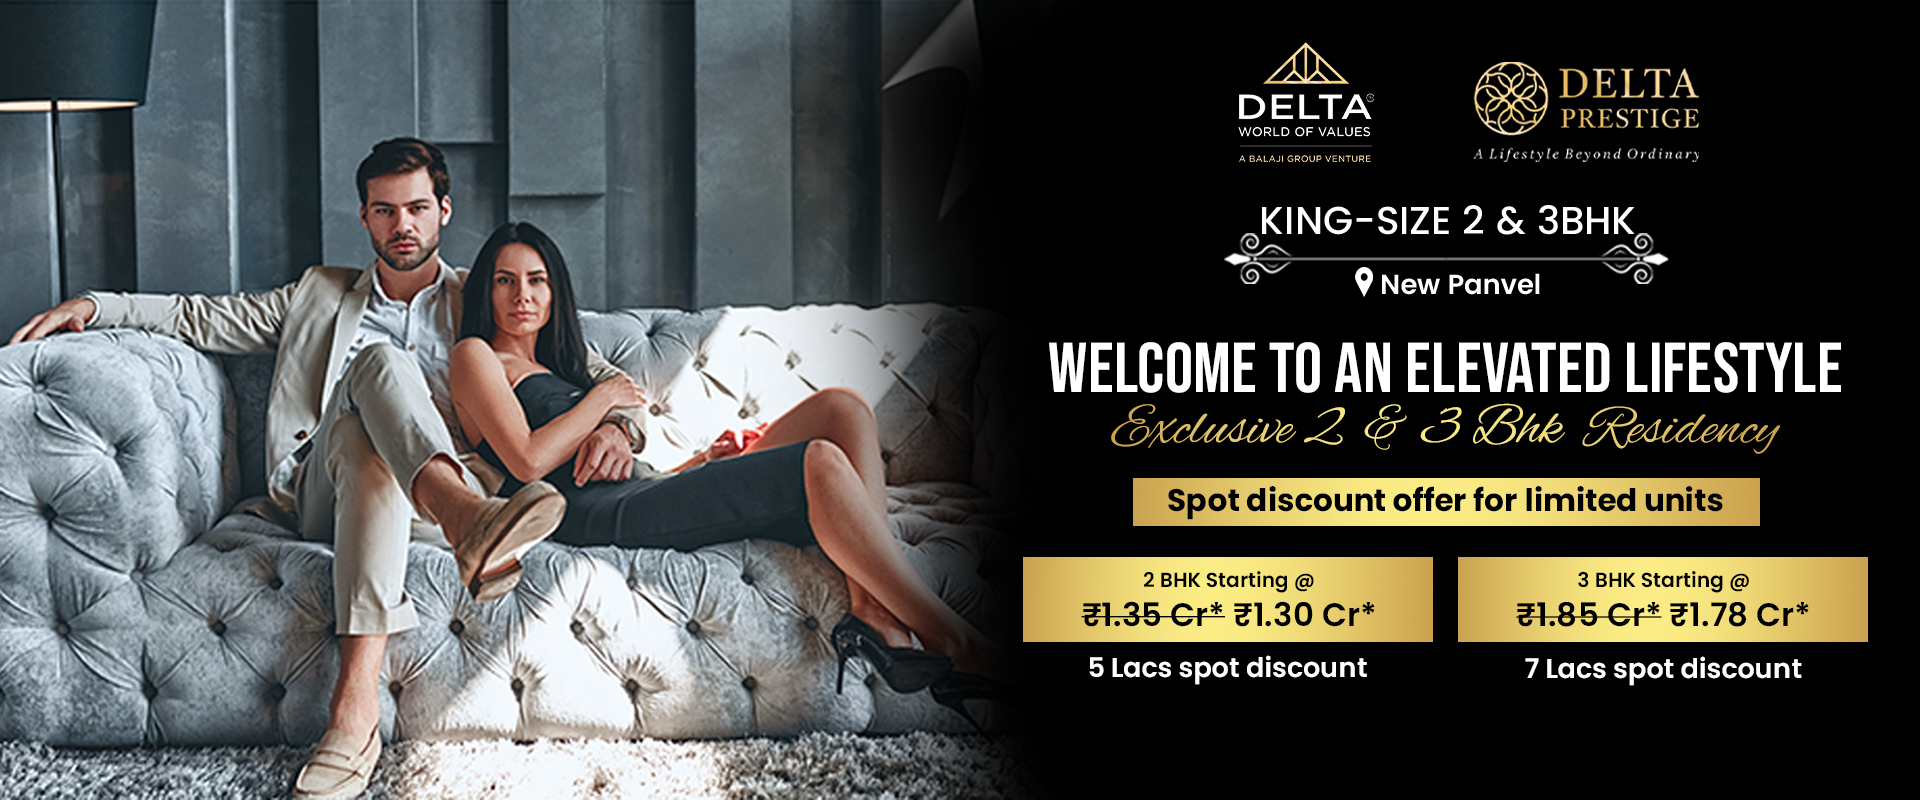 DELTA
WORLD OF VALUES
A BALAJI GROUP VENTURE
DELTA
PRESTIGE
A Lifestyle Beyond Ordinary
KING-SIZE 2 & 3BHK
New Panvel
WELCOME TO AN ELEVATED LIFESTYLE
Exclusive 2 & 3 Bhk Residency
Spot discount offer for limited units
2 BHK Starting @
₹1.35 Cr* ₹1.30 Cr*
5 Lacs spot discount
3 BHK Starting @
₹1.85 Cr* ₹1.78 Cr*
7 Lacs spot discount